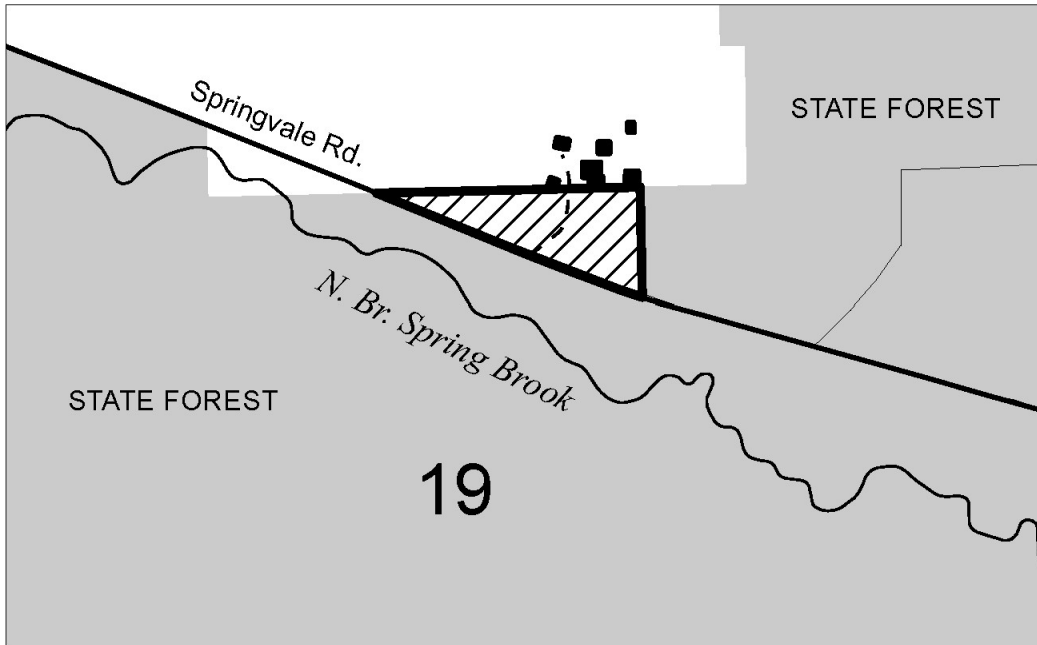 Springvale Rd.
STATE FOREST
N. Br. Spring Brook
STATE FOREST
19